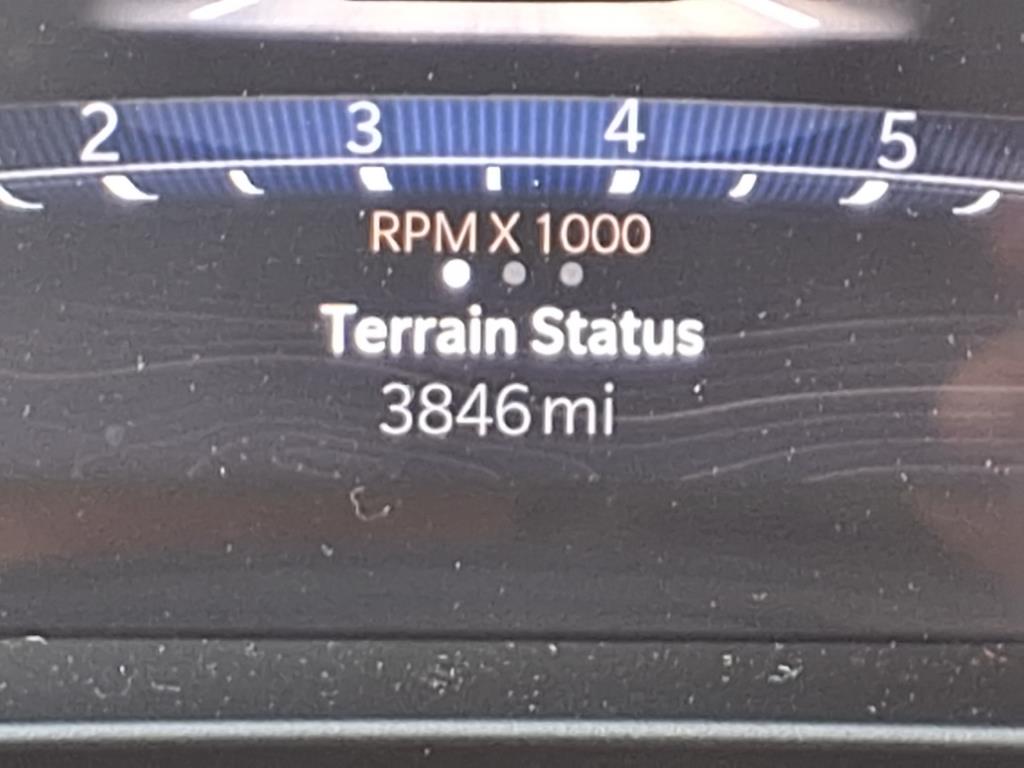 2 3 4 5
RPM X 1000
Terrain Status
3846 mi